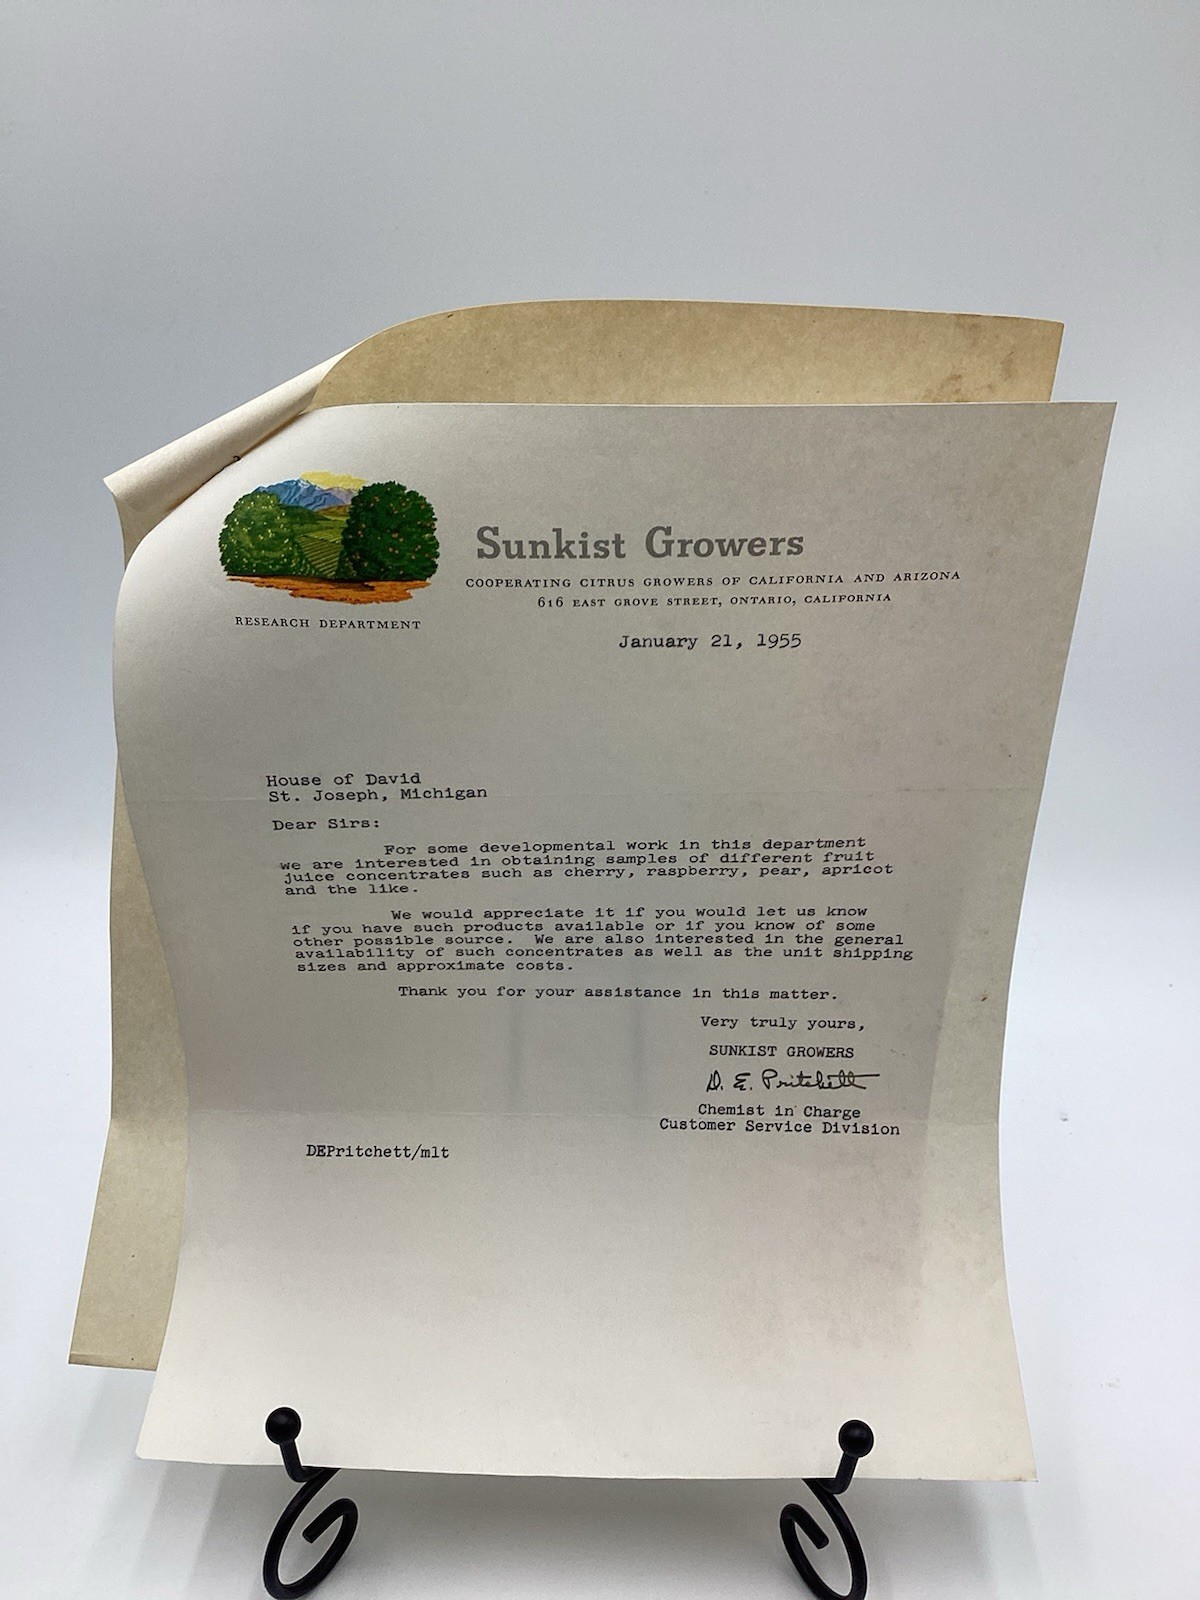 Sunkist Growers
COOPERATING CITRUS GROWERS OF CALIFORNIA AND ARIZONA
616 EAST GROVE STREET, ONTARIO, CALIFORNIA
RESEARCH DEPARTMENT
January 21, 1955
House of David
St. Joseph, Michigan
Dear Sirs:
For some developmental work in this department
we are interested in obtaining samples of different fruit
juice concentrates such as cherry, raspberry, pear, apricot
and the like.
We would appreciate it if you would let us know
if you have such products available or if you know of some
other possible source. We are also interested in the general
availability of such concentrates as well as the unit shipping
sizes and approximate costs.
Thank you for your assistance in this matter.
Very truly yours,
SUNKIST GROWERS
D. E. Pritchett
Chemist in Charge
Customer Service Division
DEPritchett/mlt